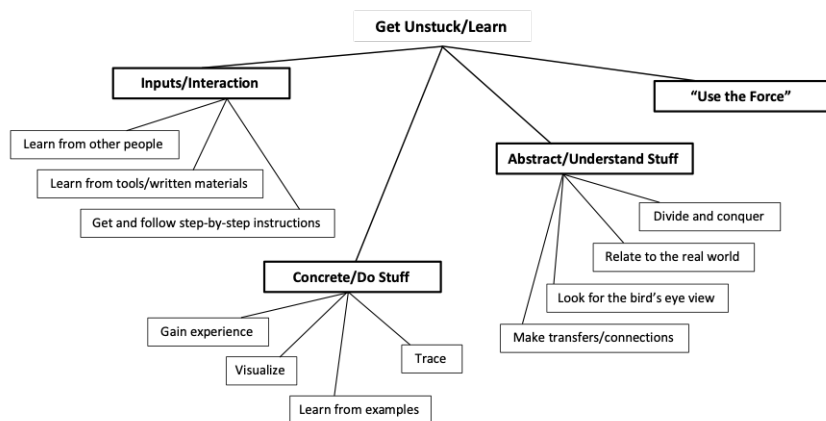 Get Unstuck/Learn
Inputs/Interaction
Learn from other people
Learn from tools/written materials
Get and follow step-by-step instructions
Concrete/Do Stuff
Gain experience
Visualize
Learn from examples
Trace
Abstract/Understand Stuff
Divide and conquer
Relate to the real world
Look for the bird’s eye view
Make transfers/connections
“Use the Force”